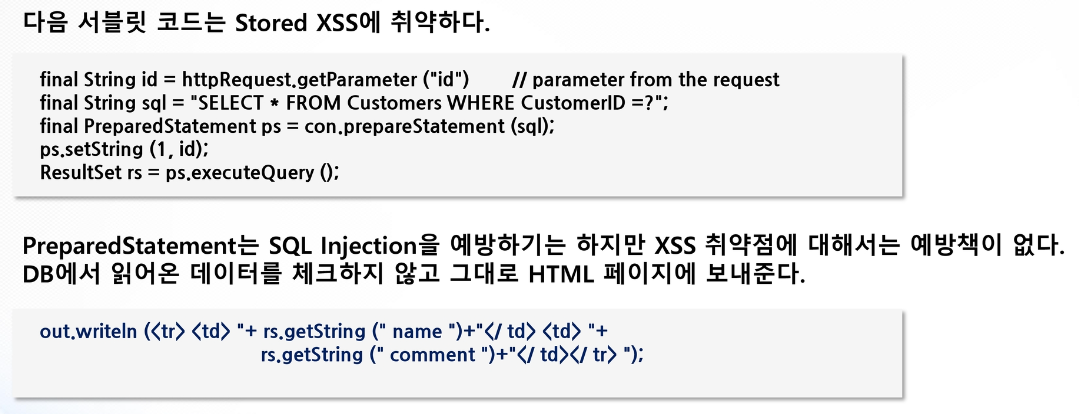 다음 서블릿 코드는 Stored XSS에 취약하다.
final String id = httpRequest.getParameter ("id")        // parameter from the request
final String sql = "SELECT * FROM Customers WHERE CustomerID =?";
final PreparedStatement ps = con.prepareStatement (sql);
ps.setString (1, id);
ResultSet rs = ps.executeQuery ();
PreparedStatement는 SQL Injection을 예방하기는 하지만 XSS 취약점에 대해서는 예방책이 없다.
DB에서 읽어온 데이터를 체크하지 않고 그대로 HTML 페이지에 보내준다.
out.writeln (<tr> <td> "+ rs.getString (" name ")+"</ td> <td> "+
rs.getString (" comment ")+"</ td></ tr> ");